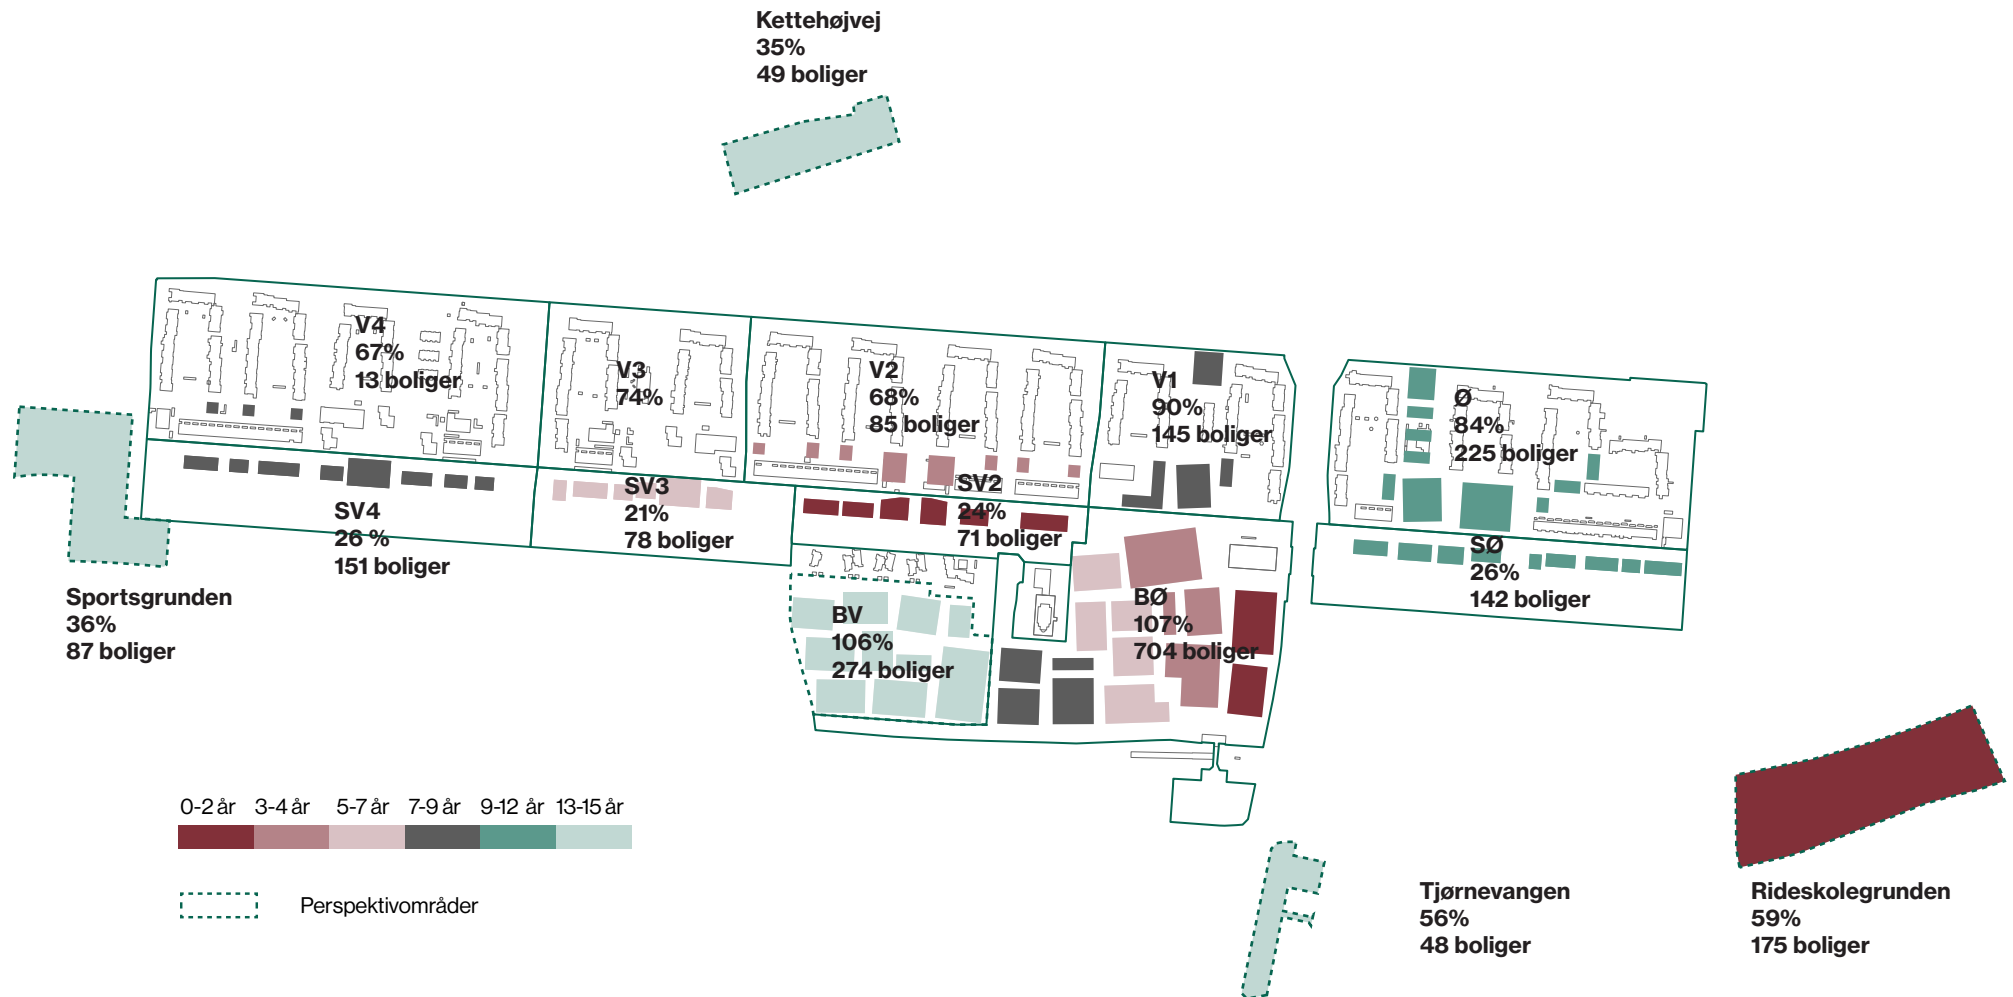 Kettehøjvej
35%
49 boliger
V4
67%
13 boliger
V3
74%
V2
68%
85 boliger
V1
90%
145 boliger
Ø
84%
225 boliger
SV4
26 %
151 boliger
SV3
21%
78 boliger
SV2
24%
71 boliger
SØ
26%
142 boliger
Sportsgrunden
36%
87 boliger
BV
106%
274 boliger
BØ
107%
704 boliger
0-2 år 3-4 år 5-7 år 7-9 år 9-12 år 13-15 år
Perspektivområder
Tjørnevangen
56%
48 boliger
Rideskolegrunden
59%
175 boliger